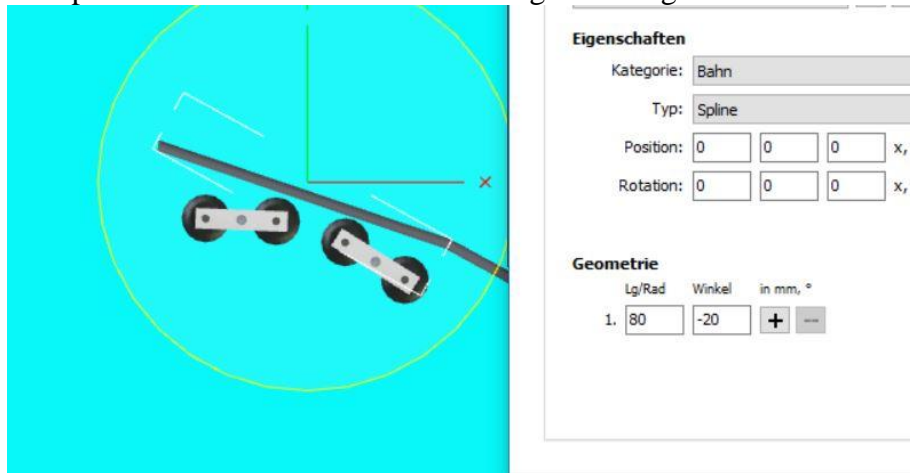 Eigenschaften
Kategorie: Bahn
Typ: Spline
Position: 0 0 0 x,
Rotation: 0 0 0 x,
Geometrie
Lg/Rad Winkel in mm, °
1. 80 -20 + --
×